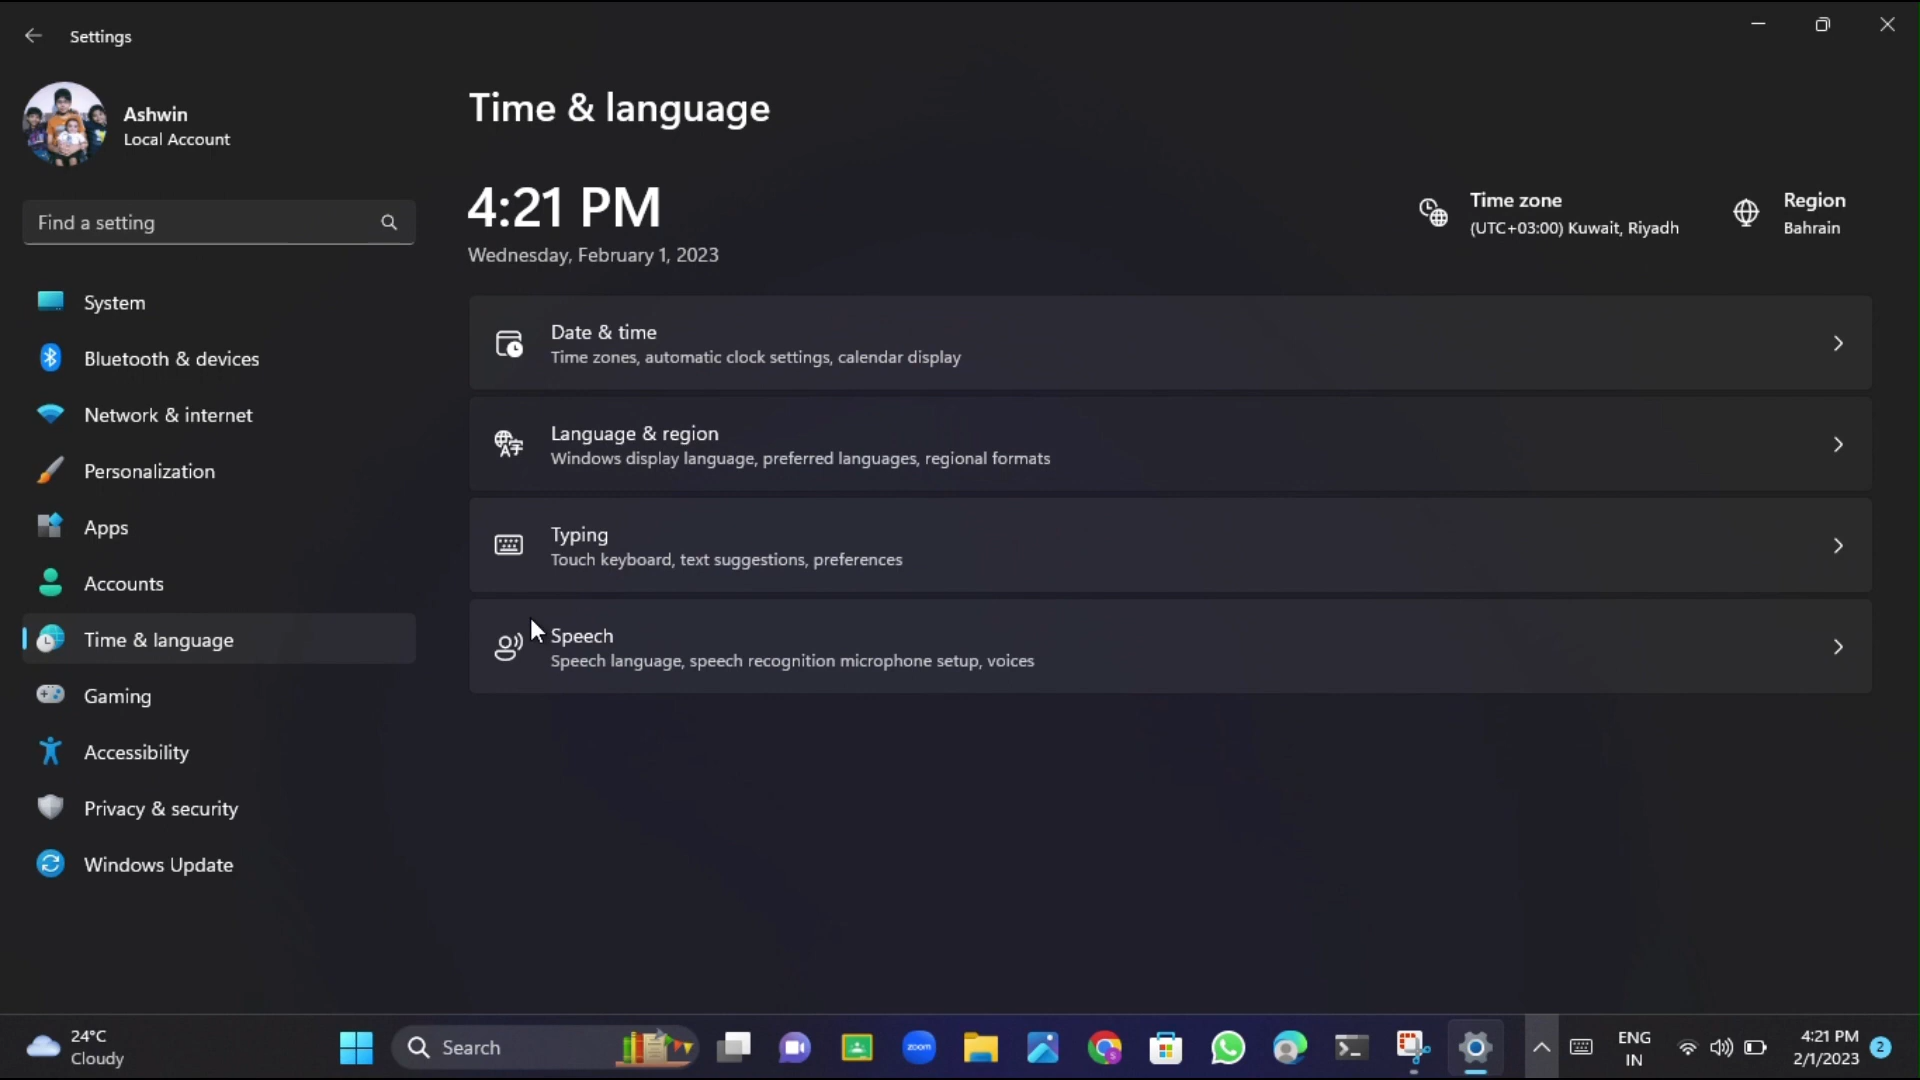 Settings
Ashwin
Local Account
Find a setting
System
Bluetooth & devices
Network & internet
Personalization
Apps
Accounts
Time & language
Gaming
Accessibility
Privacy & security
Windows Update
Time & language
4:21 PM
Wednesday, February 1, 2023
Time zone
(UTC+03:00) Kuwait, Riyadh
Region
Bahrain
Date & time
Time zones, automatic clock settings, calendar display
Language & region
Windows display language, preferred languages, regional formats
Typing
Touch keyboard, text suggestions, preferences
Speech
Speech language, speech recognition microphone setup, voices
24°C
Cloudy
Search
zoom
ENG
IN
4:21 PM
2/1/2023
2